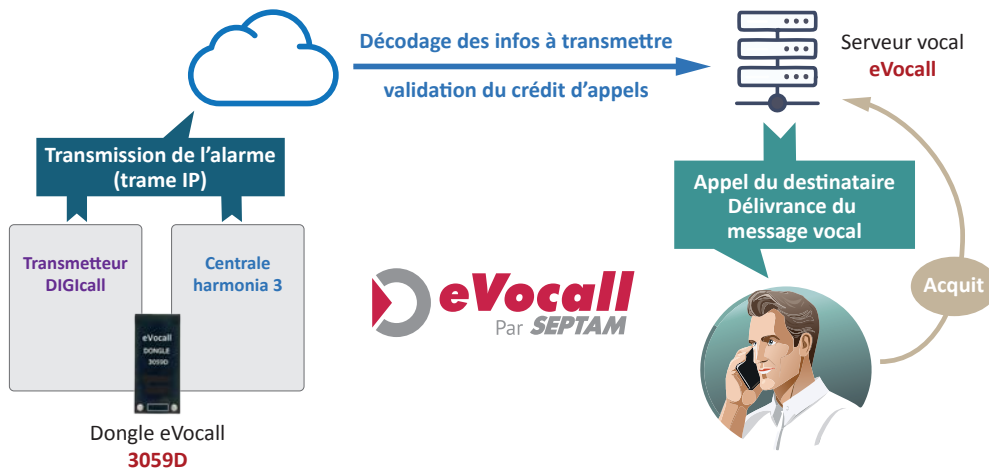 Décodage des infos à transmettre
validation du crédit d'appels
Serveur vocal
eVocall
Transmission de l'alarme
(trame IP)
Appel du destinataire
Délivrance du
message vocal
Transmetteur
DIGIcall
Centrale
harmonia 3
eVocall
Par SEPTAM
Acquit
eVocall
DONGLE
3059D
Dongle eVocall
3059D